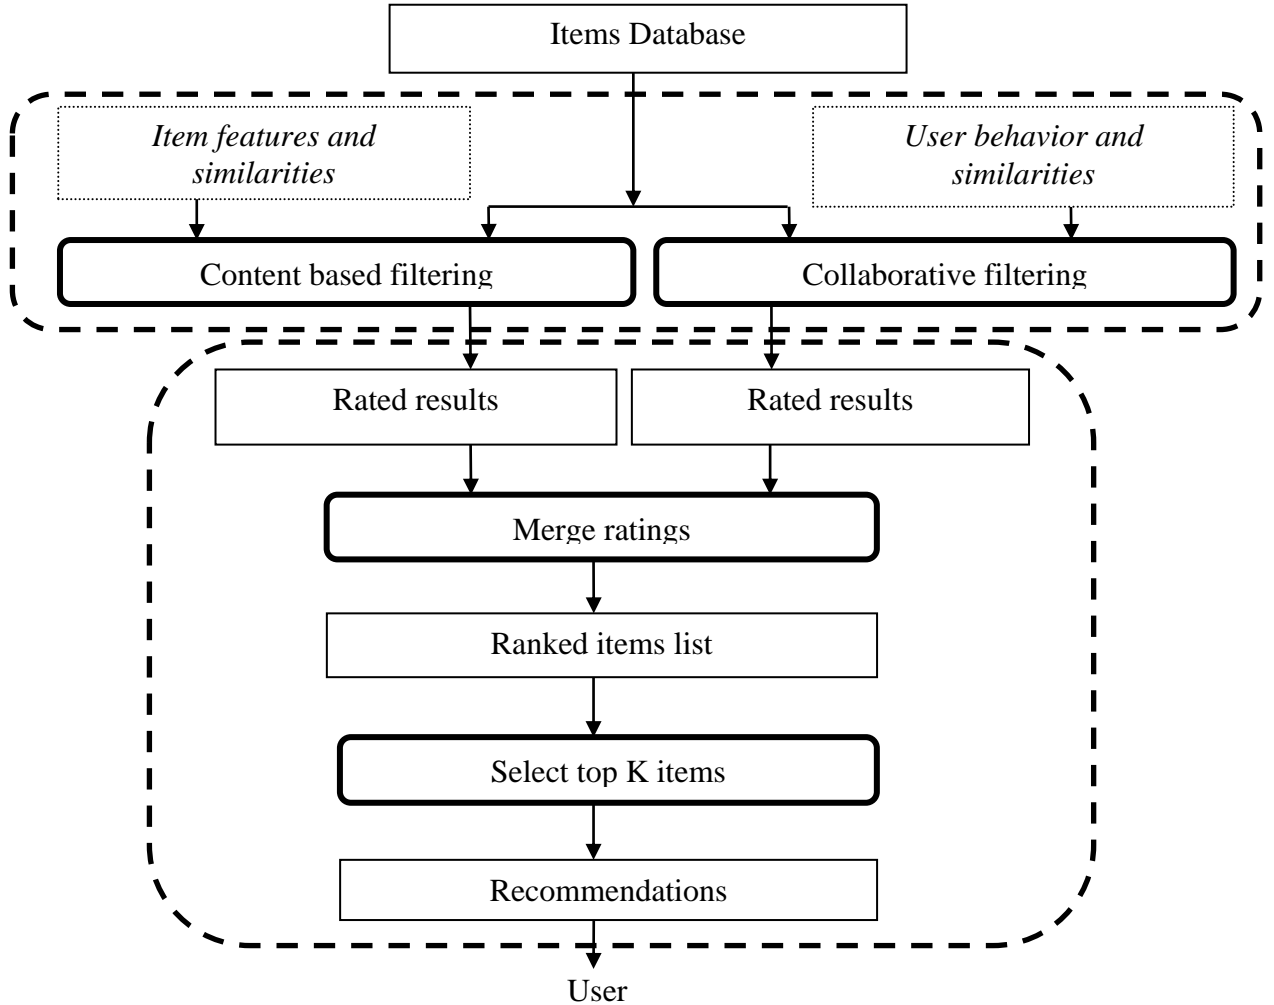 Items Database
Item features and
similarities
User behavior and
similarities
Content based filtering
Collaborative filtering
Rated results
Rated results
Merge ratings
Ranked items list
Select top K items
Recommendations
User